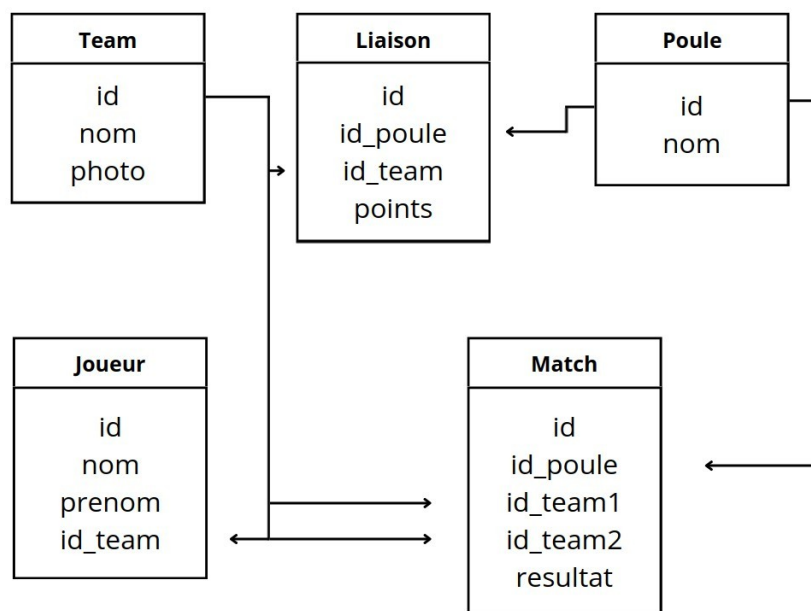 Team
id
nom
photo
Liaison
id
id_poule
id_team
points
Poule
id
nom
Joueur
id
nom
prenom
id_team
Match
id
id_poule
id_team1
id_team2
resultat